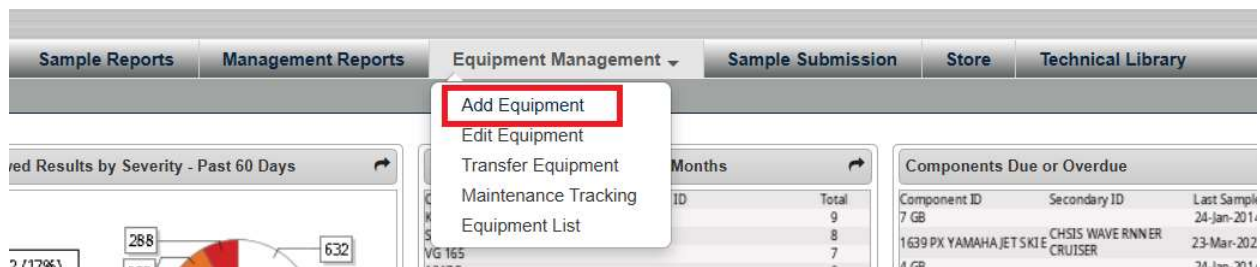 Sample Reports Management Reports Equipment Management Sample Submission Store Technical Library
Add Equipment
Edit Equipment
Transfer Equipment
Maintenance Tracking
Equipment List
Results by Severity - Past 60 Days
Months
Components Due or Overdue
ID Total
9
8
VG 165 7
288
632
Component ID Secondary ID Last Sample
7 GB 24-Jan-2014
1639 PX YAMAHA JET SKIE CHSIS WAVE RNNER CRUISER 23-Mar-202